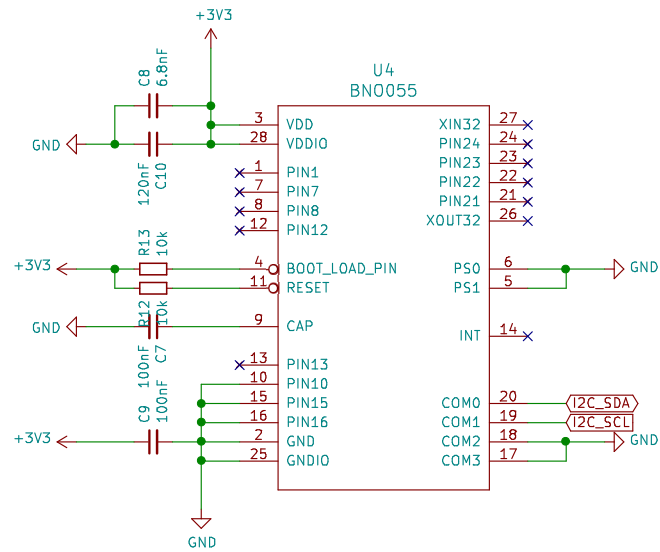 +3V3
U4
BNO055
C8
6.8nF
GND
120nF
C10
3
VDD
28
VDDIO
1
PIN1
7
PIN7
8
PIN8
12
PIN12
XIN32
27
PIN24
24
PIN23
23
PIN22
22
PIN21
21
XOUT32
26
R13
10k
+3V3
4
BOOT_LOAD_PIN
11
RESET
PS0
6
GND
PS1
5
R12
10k
GND
100nF
C7
9
CAP
INT
14
13
PIN13
10
PIN10
15
PIN15
16
PIN16
2
GND
25
GNDIO
C9
100nF
+3V3
COM0
20
I2C_SDA
COM1
19
I2C_SCL
COM2
18
GND
COM3
17
GND